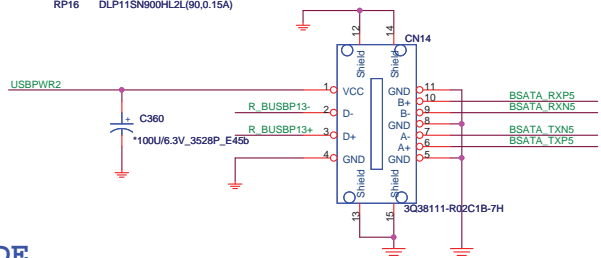 RP16 DLP11SN900HL2L(90,0.15A)
12 14 CN14
Shield Shield
USBPWR2 1 VCC GND 11
B+ 10 BSATA_RXP5
R_BUSBP13- 2 D- B- 9 BSATA_RXN5
C360 GND 8
+ R_BUSBP13+ 3 D+ A- 7 BSATA_TXN5
*100U/6.3V_3528P_E45b A+ 6 BSATA_TXP5
4 GND GND 5
Shield Shield
3Q38111-R02C1B-7H
13 15